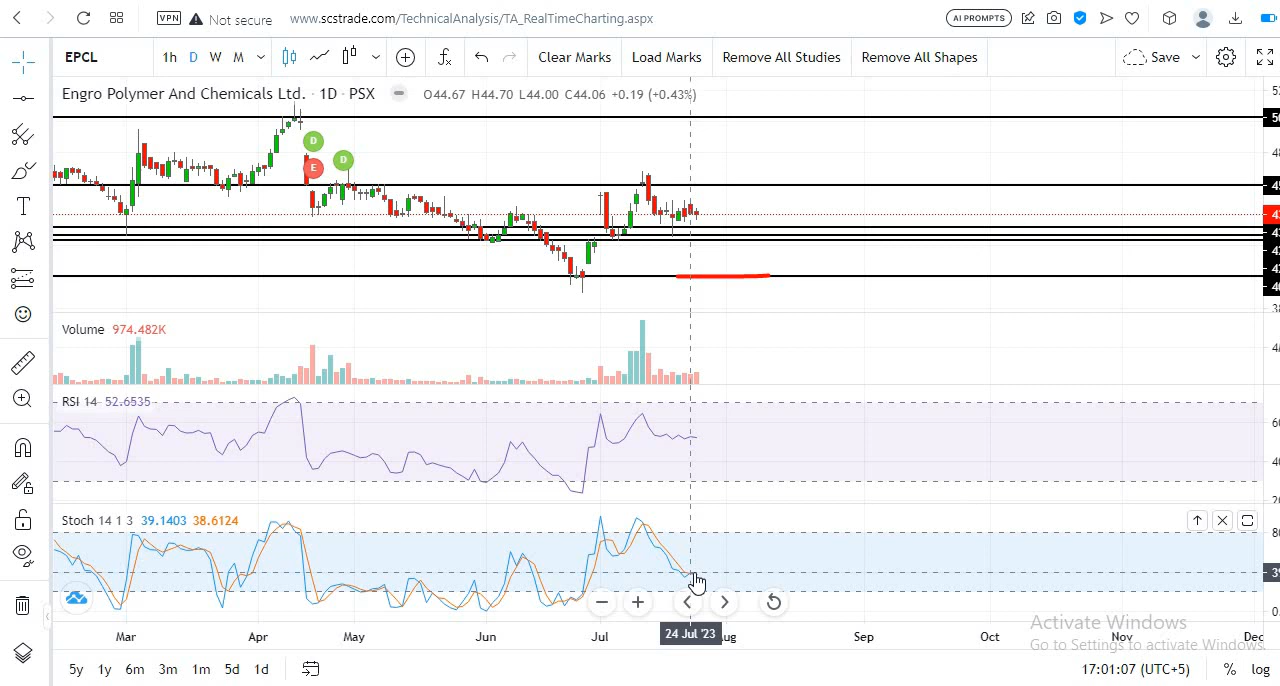 VPN Not secure www.scstrade.com/TechnicalAnalysis/TA_RealTimeCharting.aspx AI PROMPTS
EPCL 1h D W M Clear Marks Load Marks Remove All Studies Remove All Shapes Save
Engro Polymer And Chemicals Ltd. · 1D · PSX O44.67 H44.70 L44.00 C44.06 +0.19 (+0.43%)
D
E
D
Volume 974.482K
RSI 14 52.6535
Stoch 14 1 3 39.1403 38.6124
Mar Apr May Jun Jul 24 Jul '23 Aug Sep Oct Nov Dec
Activate Windows
Go to Settings to activate Windows.
5y 1y 6m 3m 1m 5d 1d 17:01:07 (UTC+5) % log